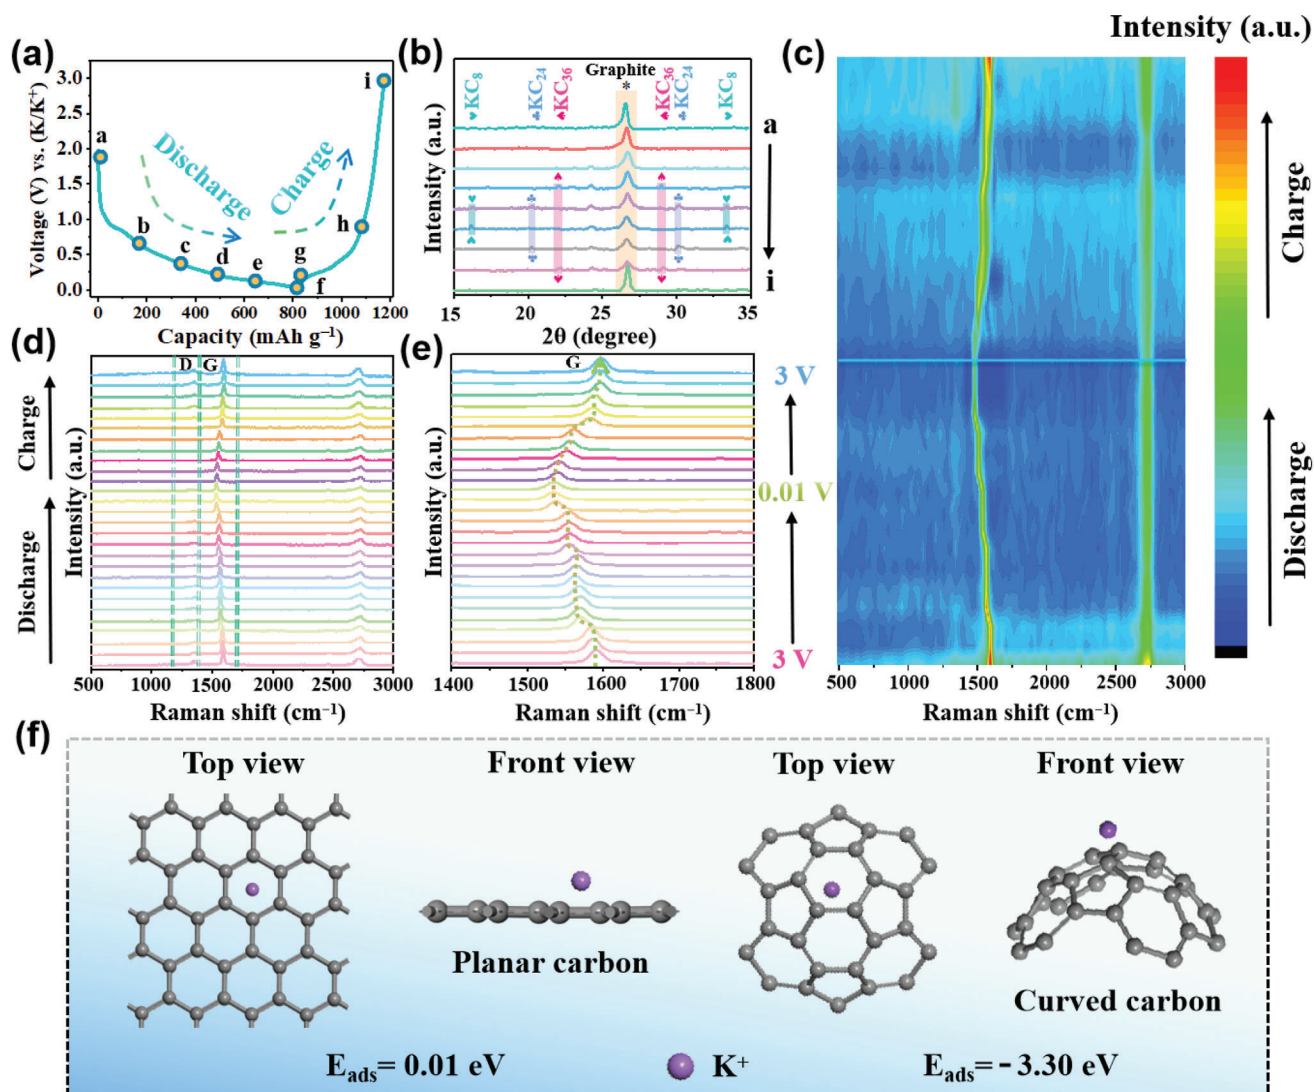 (a)
Voltage (V) vs. (K/K⁺)
3.0
2.5
2.0
1.5
1.0
0.5
0.0
a
b
c
d
e
f
g
h
i
Discharge
Charge
0 200 400 600 800 1000 1200
Capacity (mAh g⁻¹)
(b)
Intensity (a.u.)
♥KC₈
♣KC₂₄
♠KC₃₆
Graphite
*
♠KC₃₆
♣KC₂₄
♥KC₈
a
i
15 20 25 30 35
2θ (degree)
(c)
Intensity (a.u.)
Charge
Discharge
500 1000 1500 2000 2500 3000
Raman shift (cm⁻¹)
(d)
Charge
Discharge
Intensity (a.u.)
D G
500 1000 1500 2000 2500 3000
Raman shift (cm⁻¹)
(e)
Intensity (a.u.)
G
3 V
0.01 V
3 V
1400 1500 1600 1700 1800
Raman shift (cm⁻¹)
(f)
Top view Front view Top view Front view
Planar carbon
Curved carbon
E_ads= 0.01 eV K⁺ E_ads= - 3.30 eV